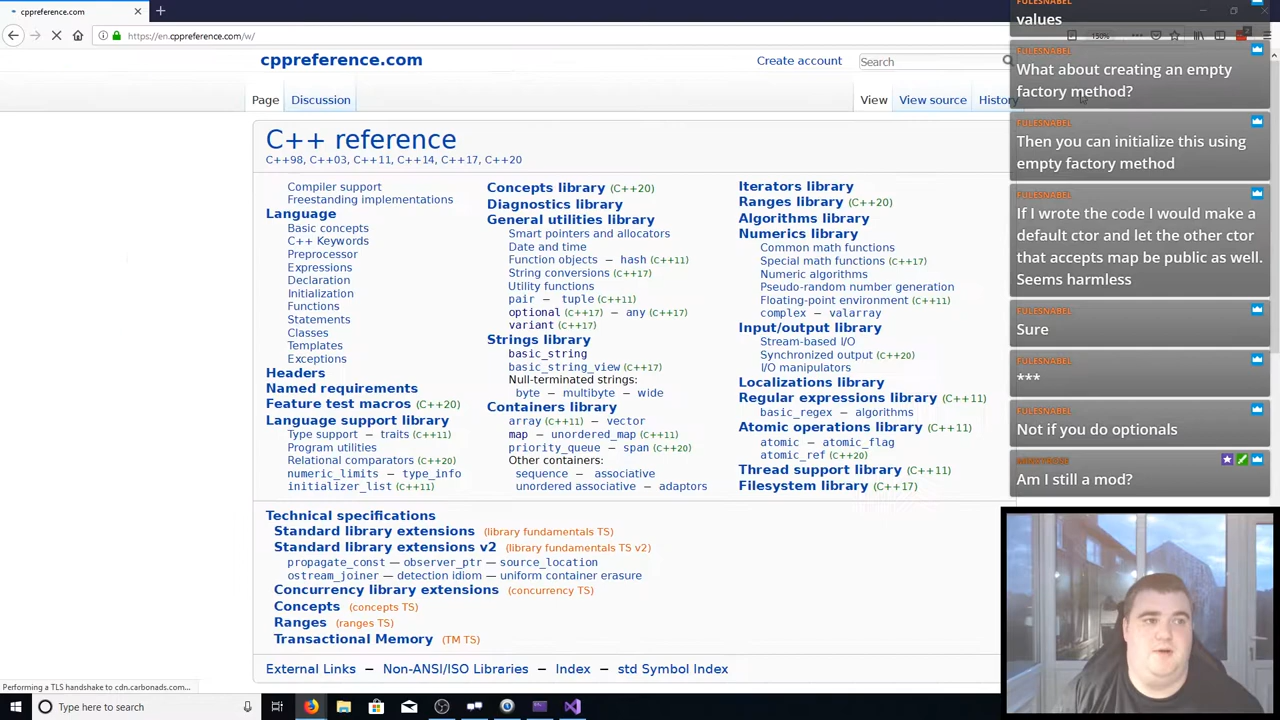 cppreference.com
https://en.cppreference.com/w/
150%
cppreference.com
Create account
Search
Page
Discussion
View
View source
History
C++ reference
C++98, C++03, C++11, C++14, C++17, C++20
Compiler support
Freestanding implementations
Language
Basic concepts
C++ Keywords
Preprocessor
Expressions
Declaration
Initialization
Functions
Statements
Classes
Templates
Exceptions
Headers
Named requirements
Feature test macros (C++20)
Language support library
Type support — traits (C++11)
Program utilities
Relational comparators (C++20)
numeric_limits — type_info
initializer_list (C++11)
Concepts library (C++20)
Diagnostics library
General utilities library
Smart pointers and allocators
Date and time
Function objects — hash (C++11)
String conversions (C++17)
Utility functions
pair — tuple (C++11)
optional (C++17) — any (C++17)
variant (C++17)
Strings library
basic_string
basic_string_view (C++17)
Null-terminated strings:
byte — multibyte — wide
Containers library
array (C++11) — vector
map — unordered_map (C++11)
priority_queue — span (C++20)
Other containers:
sequence — associative
unordered associative — adaptors
Iterators library
Ranges library (C++20)
Algorithms library
Numerics library
Common math functions
Special math functions (C++17)
Numeric algorithms
Pseudo-random number generation
Floating-point environment (C++11)
complex — valarray
Input/output library
Stream-based I/O
Synchronized output (C++20)
I/O manipulators
Localizations library
Regular expressions library (C++11)
basic_regex — algorithms
Atomic operations library (C++11)
atomic — atomic_flag
atomic_ref (C++20)
Thread support library (C++11)
Filesystem library (C++17)
Technical specifications
Standard library extensions (library fundamentals TS)
Standard library extensions v2 (library fundamentals TS v2)
propagate_const — observer_ptr — source_location
ostream_joiner — detection idiom — uniform container erasure
Concurrency library extensions (concurrency TS)
Concepts (concepts TS)
Ranges (ranges TS)
Transactional Memory (TM TS)
External Links — Non-ANSI/ISO Libraries — Index — std Symbol Index
Performing a TLS handshake to cdn.carbonads.com...
Type here to search
FULESNABEL
values
FULESNABEL
What about creating an empty
factory method?
FULESNABEL
Then you can initialize this using
empty factory method
FULESNABEL
If I wrote the code I would make a
default ctor and let the other ctor
that accepts map be public as well.
Seems harmless
FULESNABEL
Sure
FULESNABEL
***
FULESNABEL
Not if you do optionals
Am I still a mod?